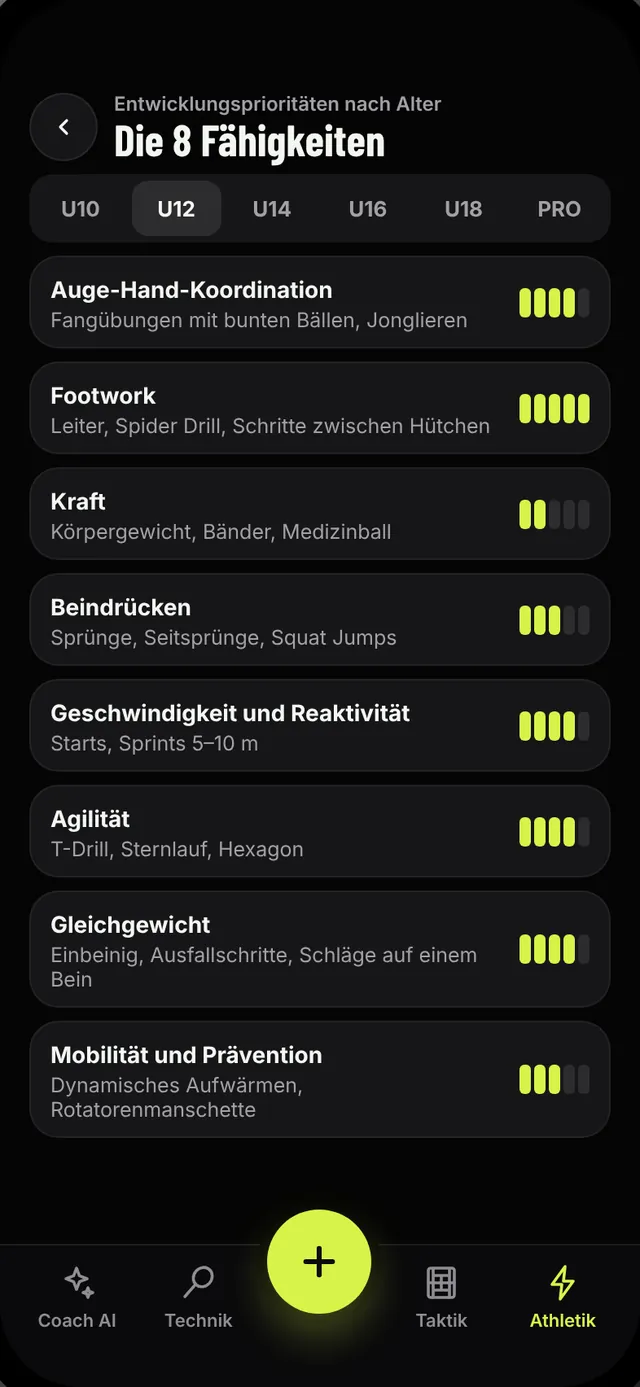 Entwicklungsprioritäten nach Alter
Die 8 Fähigkeiten
U10 U12 U14 U16 U18 PRO
Auge-Hand-Koordination
Fangübungen mit bunten Bällen, Jonglieren
Footwork
Leiter, Spider Drill, Schritte zwischen Hütchen
Kraft
Körpergewicht, Bänder, Medizinball
Beindrücken
Sprünge, Seitsprünge, Squat Jumps
Geschwindigkeit und Reaktivität
Starts, Sprints 5–10 m
Agilität
T-Drill, Sternlauf, Hexagon
Gleichgewicht
Einbeinig, Ausfallschritte, Schläge auf einem
Bein
Mobilität und Prävention
Dynamisches Aufwärmen,
Rotatorenmanschette
Coach AI Technik Taktik Athletik